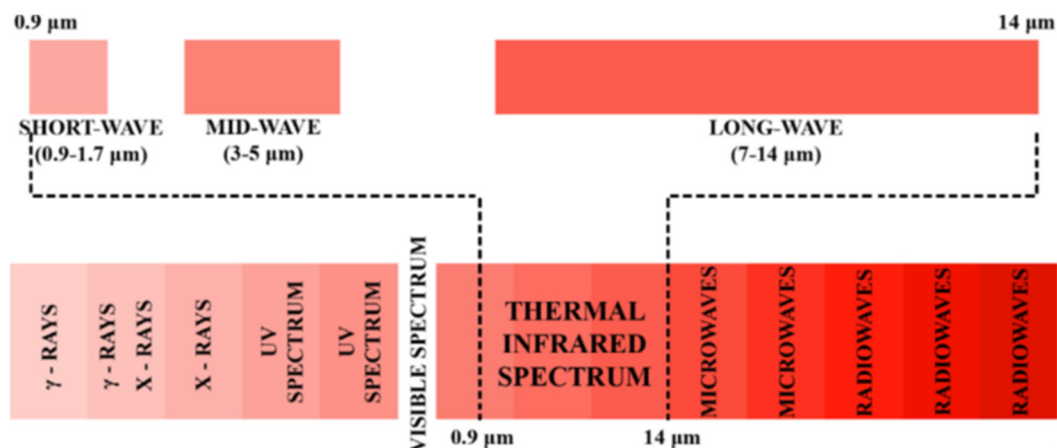 0.9 µm
14 µm
SHORT-WAVE
(0.9-1.7 µm)
MID-WAVE
(3-5 µm)
LONG-WAVE
(7-14 µm)
γ - RAYS
γ - RAYS
X - RAYS
X - RAYS
UV
SPECTRUM
UV
SPECTRUM
VISIBLE SPECTRUM
THERMAL
INFRARED
SPECTRUM
MICROWAVES
MICROWAVES
RADIOWAVES
RADIOWAVES
RADIOWAVES
0.9 µm
14 µm